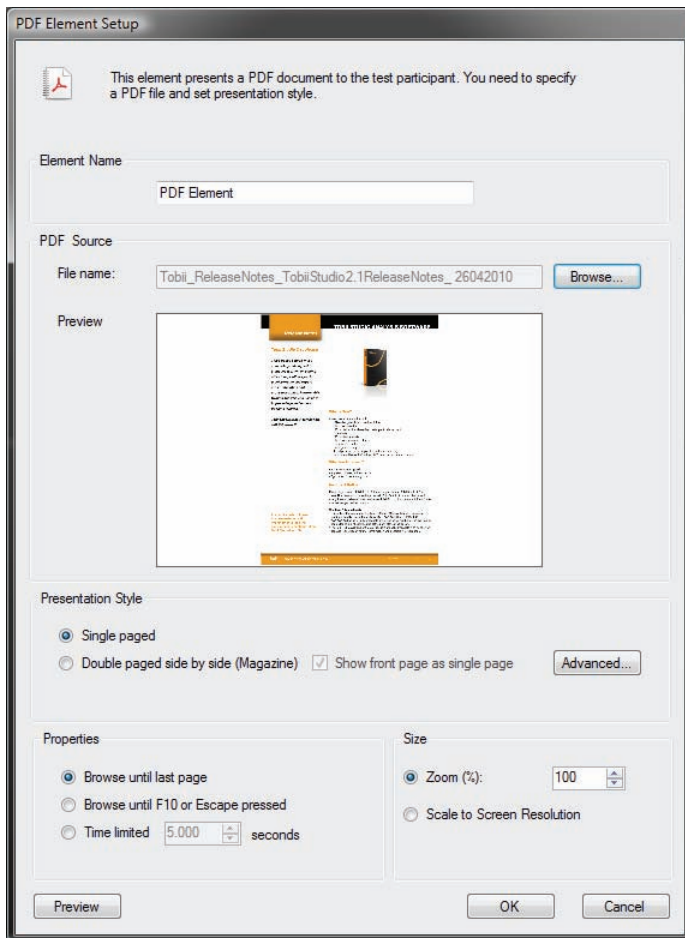 PDF Element Setup
This element presents a PDF document to the test participant. You need to specify
a PDF file and set presentation style.
Element Name
PDF Element
PDF Source
File name:
Tobii_ReleaseNotes_TobiiStudio2.1ReleaseNotes_ 26042010
Browse...
Preview
Presentation Style
Single paged
Double paged side by side (Magazine)
Show front page as single page
Advanced...
Properties
Size
Browse until last page
Zoom (%):
100
Browse until F10 or Escape pressed
Scale to Screen Resolution
Time limited
5.000
seconds
Preview
OK
Cancel